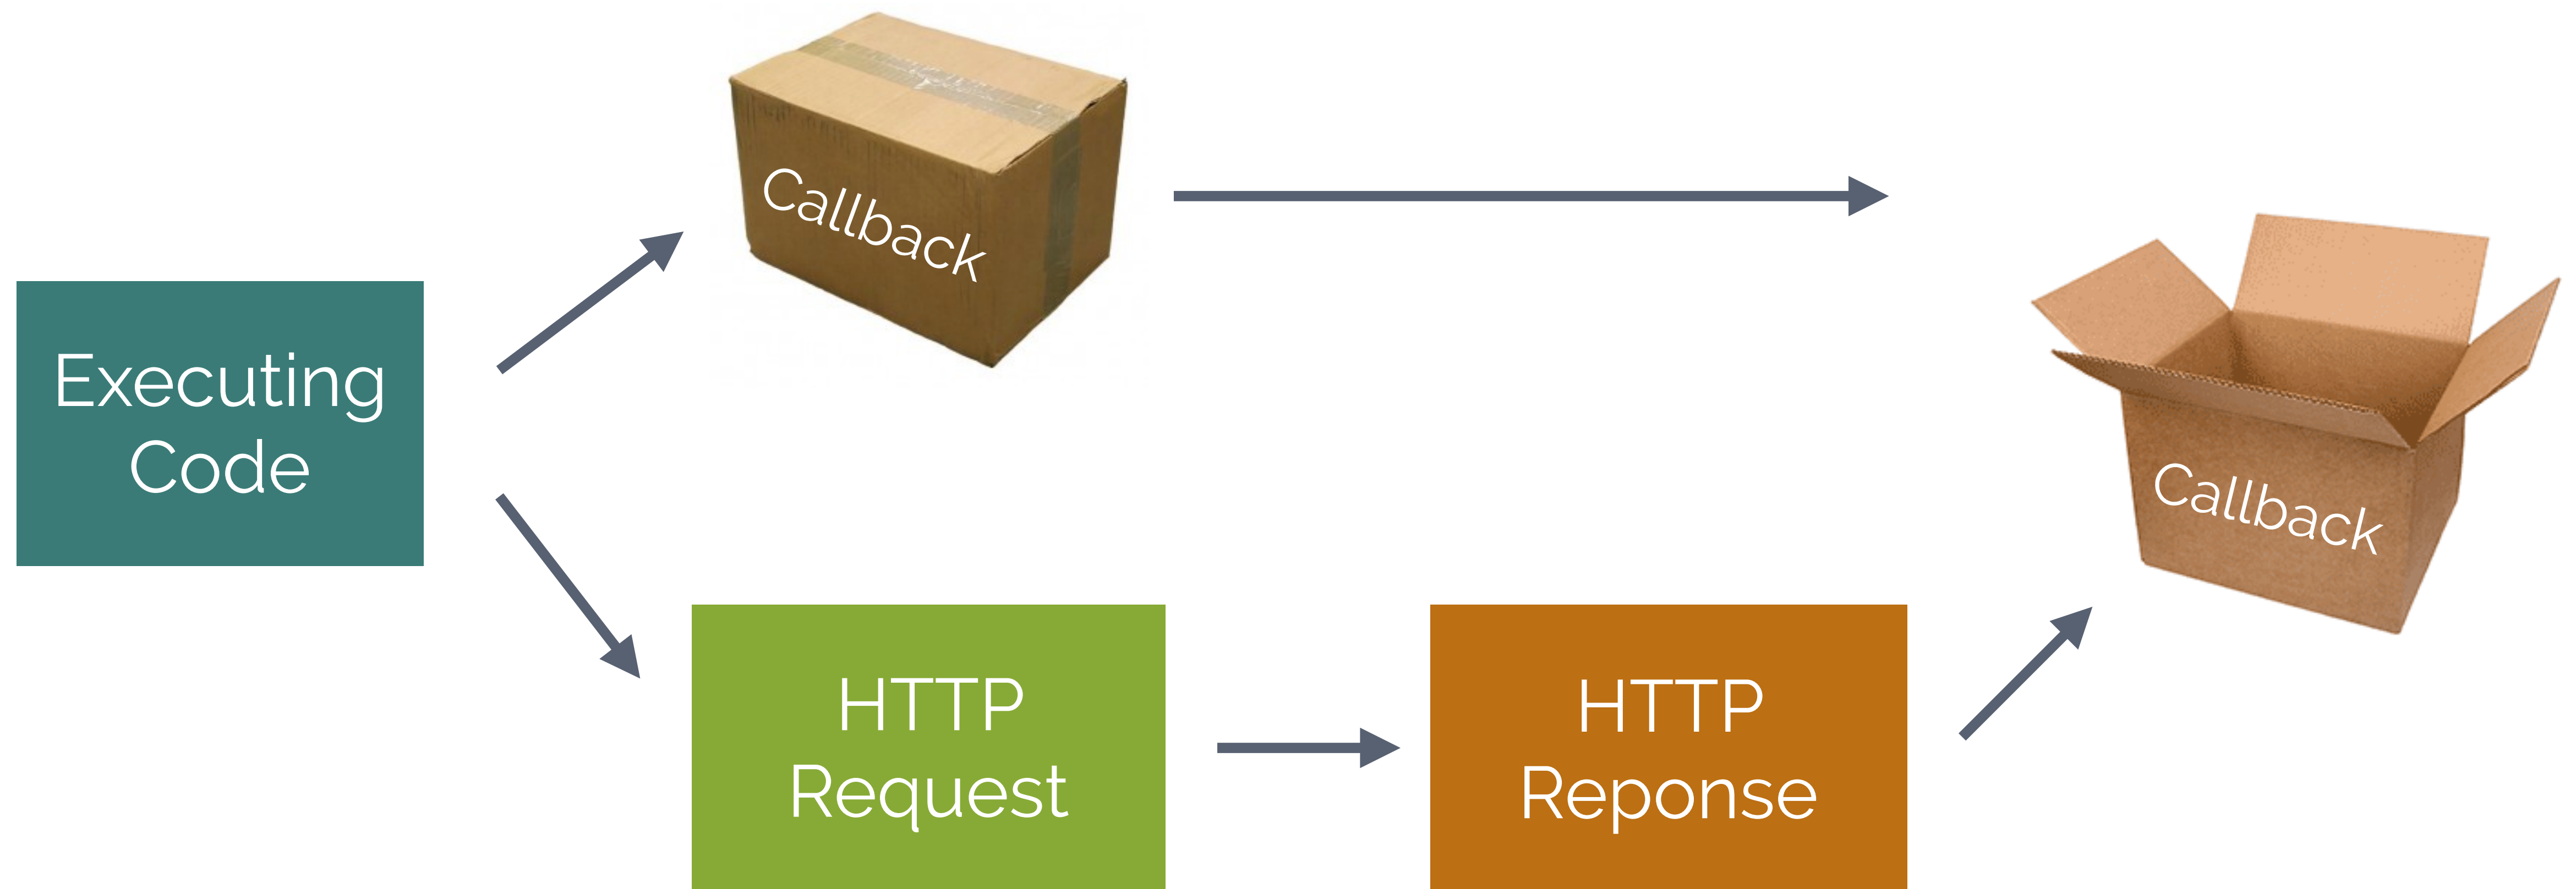 Callback
Executing
Code
Callback
HTTP
Request
HTTP
Reponse